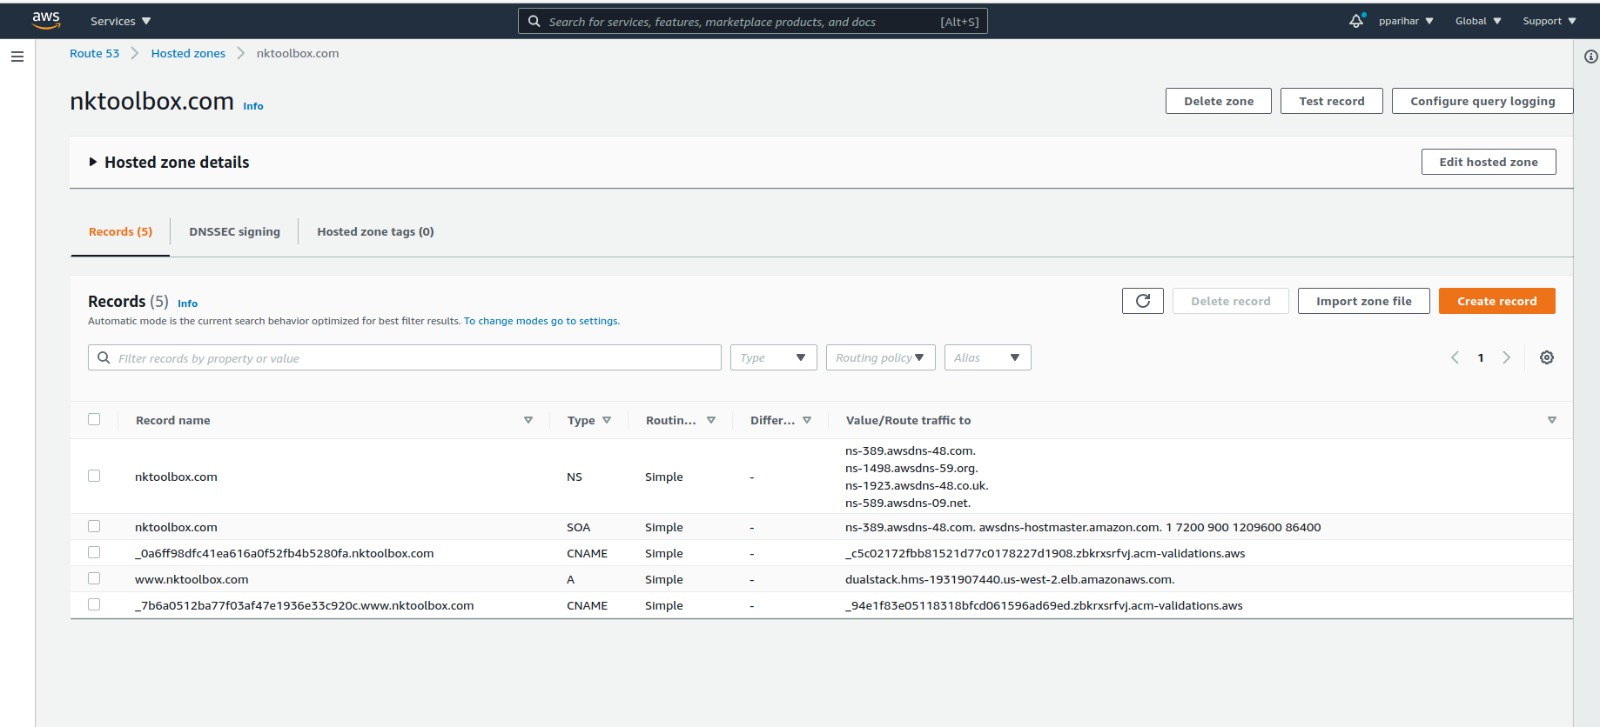 aws Services Search for services, features, marketplace products, and docs [Alt+S] pparihar Global Support
Route 53 Hosted zones nktoolbox.com
nktoolbox.com Info Delete zone Test record Configure query logging
Hosted zone details Edit hosted zone
Records (5) DNSSEC signing Hosted zone tags (0)
Records (5) Info Delete record Import zone file Create record
Automatic mode is the current search behavior optimized for best filter results. To change modes go to settings.
Filter records by property or value Type Routing policy Alias 1
Record name Type Routin... Differ... Value/Route traffic to
ns-389.awsdns-48.com.
ns-1498.awsdns-59.org.
nktoolbox.com NS Simple -
ns-1923.awsdns-48.co.uk.
ns-589.awsdns-09.net.
nktoolbox.com SOA Simple - ns-389.awsdns-48.com. awsdns-hostmaster.amazon.com. 1 7200 900 1209600 86400
_0a6ff98dfc41ea616a0f52fb4b5280fa.nktoolbox.com CNAME Simple - _c5c02172fbb81521d77c0178227d1908.zbkrxsrfvj.acm-validations.aws
www.nktoolbox.com A Simple - dualstack.hms-1931907440.us-west-2.elb.amazonaws.com.
_7b6a0512ba77f03af47e1936e33c920c.www.nktoolbox.com CNAME Simple - _94e1f83e05118318bfcd061596ad69ed.zbkrxsrfvj.acm-validations.aws